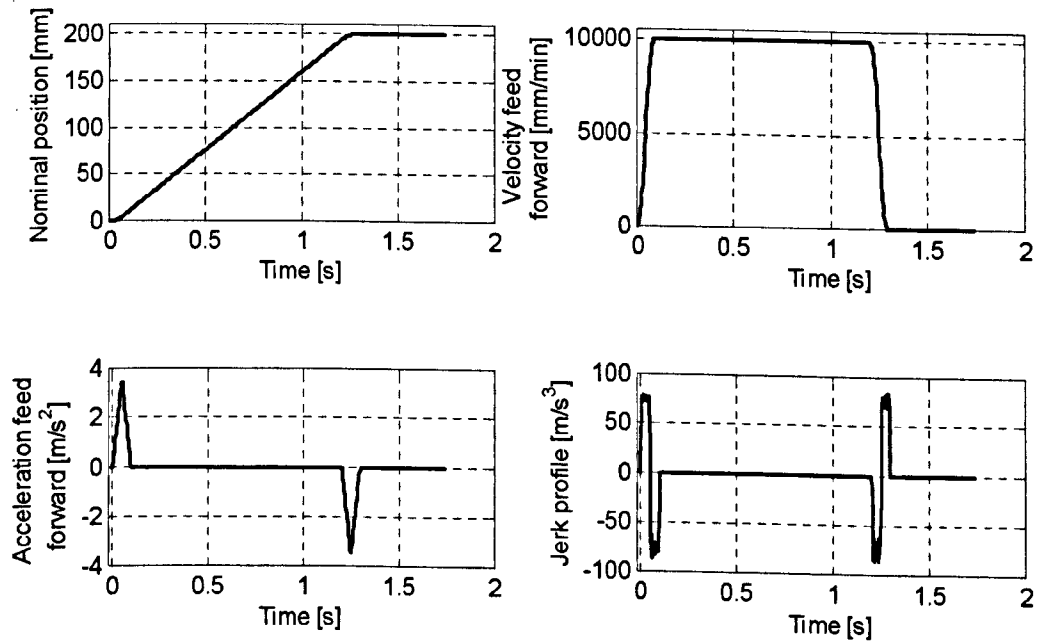 Nominal position [mm]
200
150
100
50
0
0 0.5 1 1.5 2
Time [s]
Velocity feed
forward [mm/min]
10000
5000
0
0 0.5 1 1.5 2
Time [s]
Acceleration feed
forward [m/s²]
4
2
0
-2
-4
0 0.5 1 1.5 2
Time [s]
Jerk profile [m/s³]
100
50
0
-50
-100
0 0.5 1 1.5 2
Time [s]